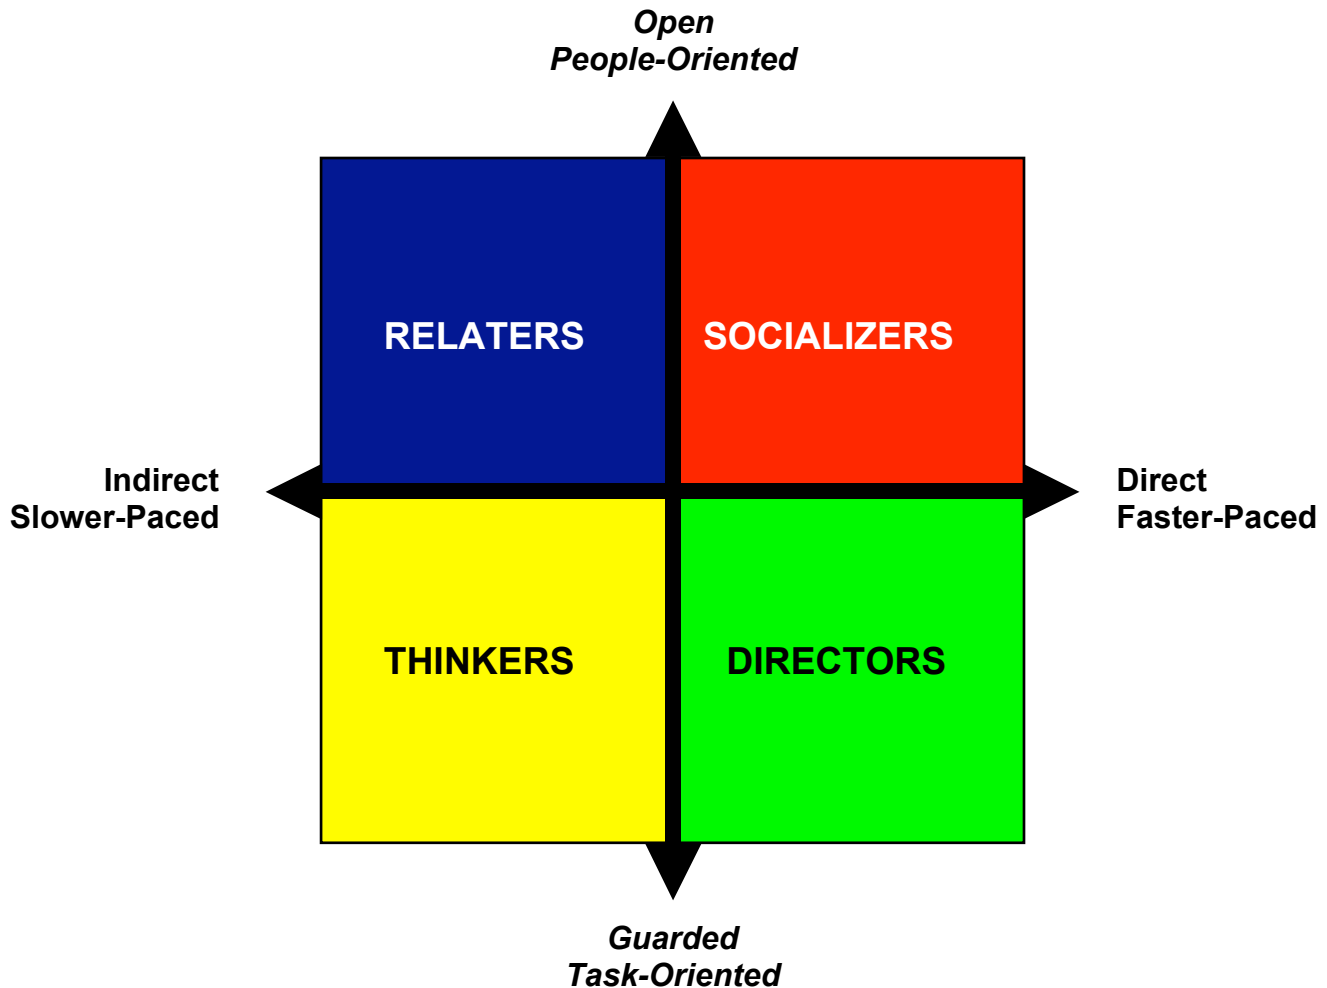 Open
People-Oriented
RELATERS
SOCIALIZERS
Indirect
Slower-Paced
Direct
Faster-Paced
THINKERS
DIRECTORS
Guarded
Task-Oriented